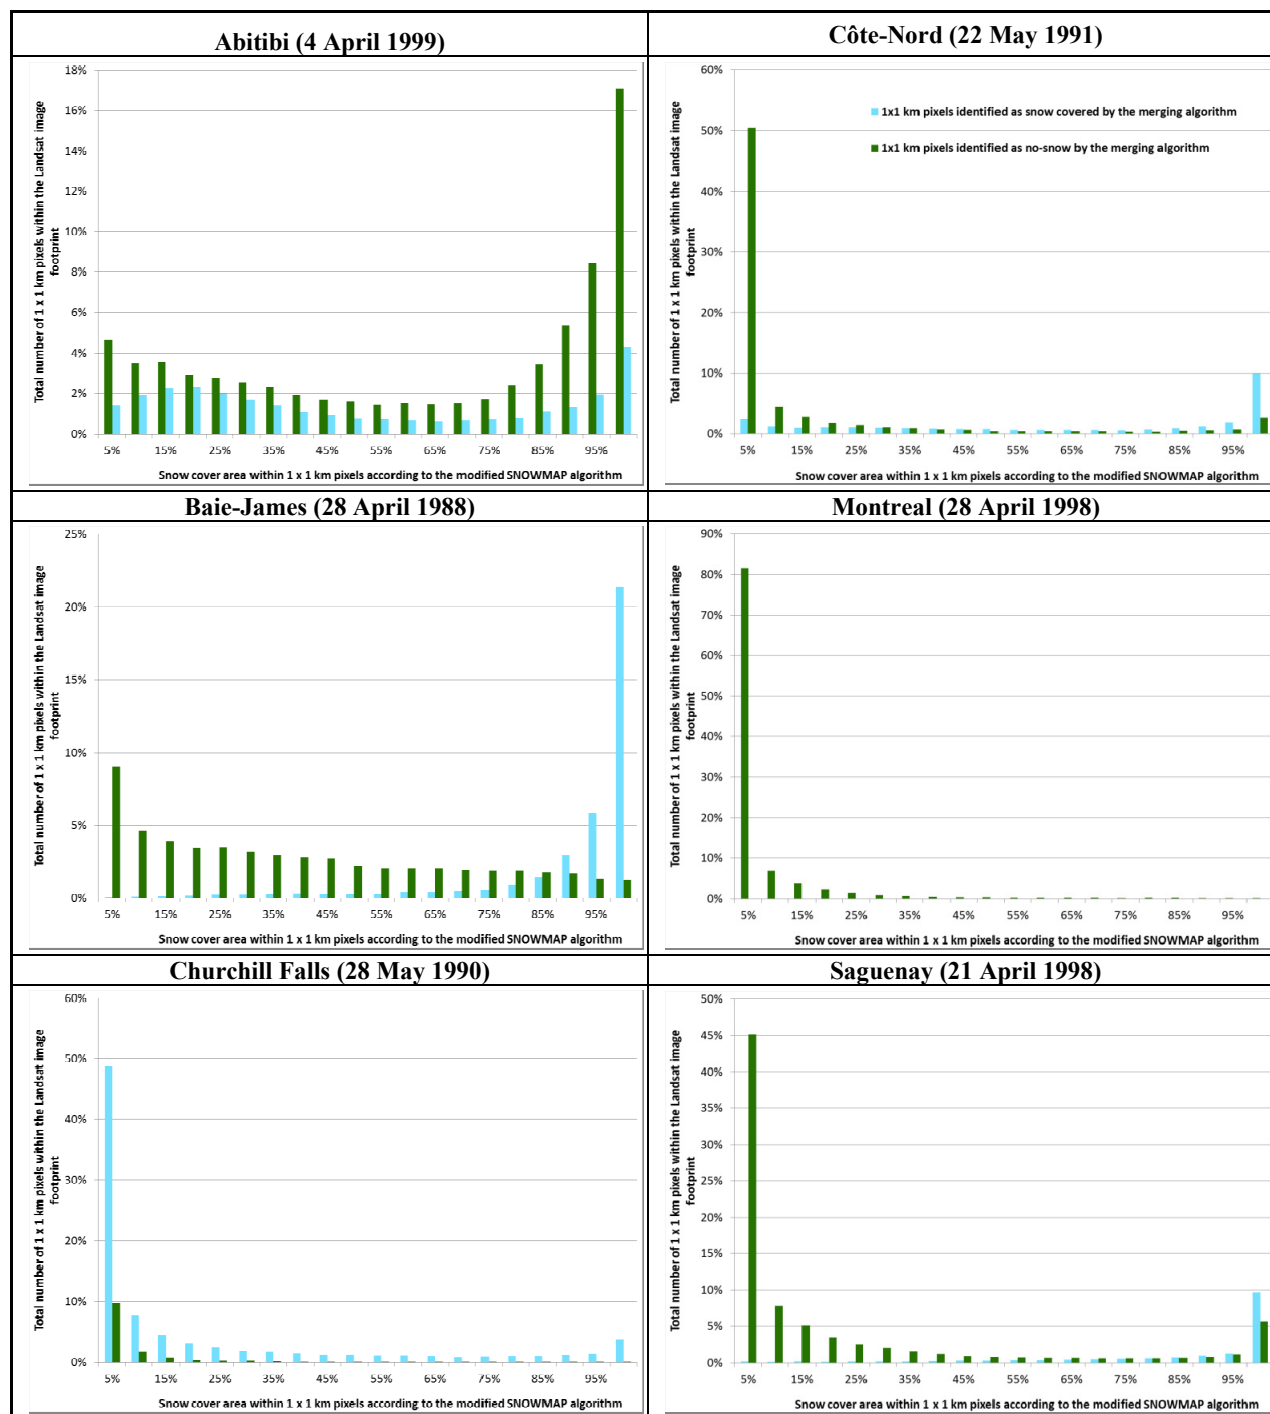 Abitibi (4 April 1999)
Total number of 1 x 1 km pixels within the Landsat image
footprint
18%
16%
14%
12%
10%
8%
6%
4%
2%
0%
5% 15% 25% 35% 45% 55% 65% 75% 85% 95%
Snow cover area within 1 x 1 km pixels according to the modified SNOWMAP algorithm
Côte-Nord (22 May 1991)
Total number of 1 x 1 km pixels within the Landsat image
footprint
60%
50%
40%
30%
20%
10%
0%
1x1 km pixels identified as snow covered by the merging algorithm
1x1 km pixels identified as no-snow by the merging algorithm
5% 15% 25% 35% 45% 55% 65% 75% 85% 95%
Snow cover area within 1 x 1 km pixels according to the modified SNOWMAP algorithm
Baie-James (28 April 1988)
Total number of 1 x 1 km pixels within the Landsat image
footprint
25%
20%
15%
10%
5%
0%
5% 15% 25% 35% 45% 55% 65% 75% 85% 95%
Snow cover area within 1 x 1 km pixels according to the modified SNOWMAP algorithm
Montreal (28 April 1998)
Total number of 1 x 1 km pixels within the Landsat image
footprint
90%
80%
70%
60%
50%
40%
30%
20%
10%
0%
5% 15% 25% 35% 45% 55% 65% 75% 85% 95%
Snow cover area within 1 x 1 km pixels according to the modified SNOWMAP algorithm
Churchill Falls (28 May 1990)
Total number of 1 x 1 km pixels within the Landsat image
footprint
60%
50%
40%
30%
20%
10%
0%
5% 15% 25% 35% 45% 55% 65% 75% 85% 95%
Snow cover area within 1 x 1 km pixels according to the modified SNOWMAP algorithm
Saguenay (21 April 1998)
Total number of 1 x 1 km pixels within the Landsat image
footprint
50%
45%
40%
35%
30%
25%
20%
15%
10%
5%
0%
5% 15% 25% 35% 45% 55% 65% 75% 85% 95%
Snow cover area within 1 x 1 km pixels according to the modified SNOWMAP algorithm